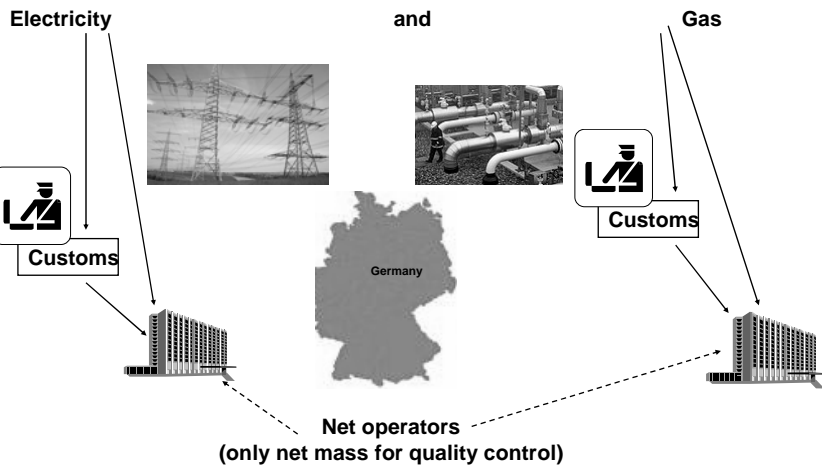 Electricity and Gas
Customs
Customs
Germany
Net operators
(only net mass for quality control)